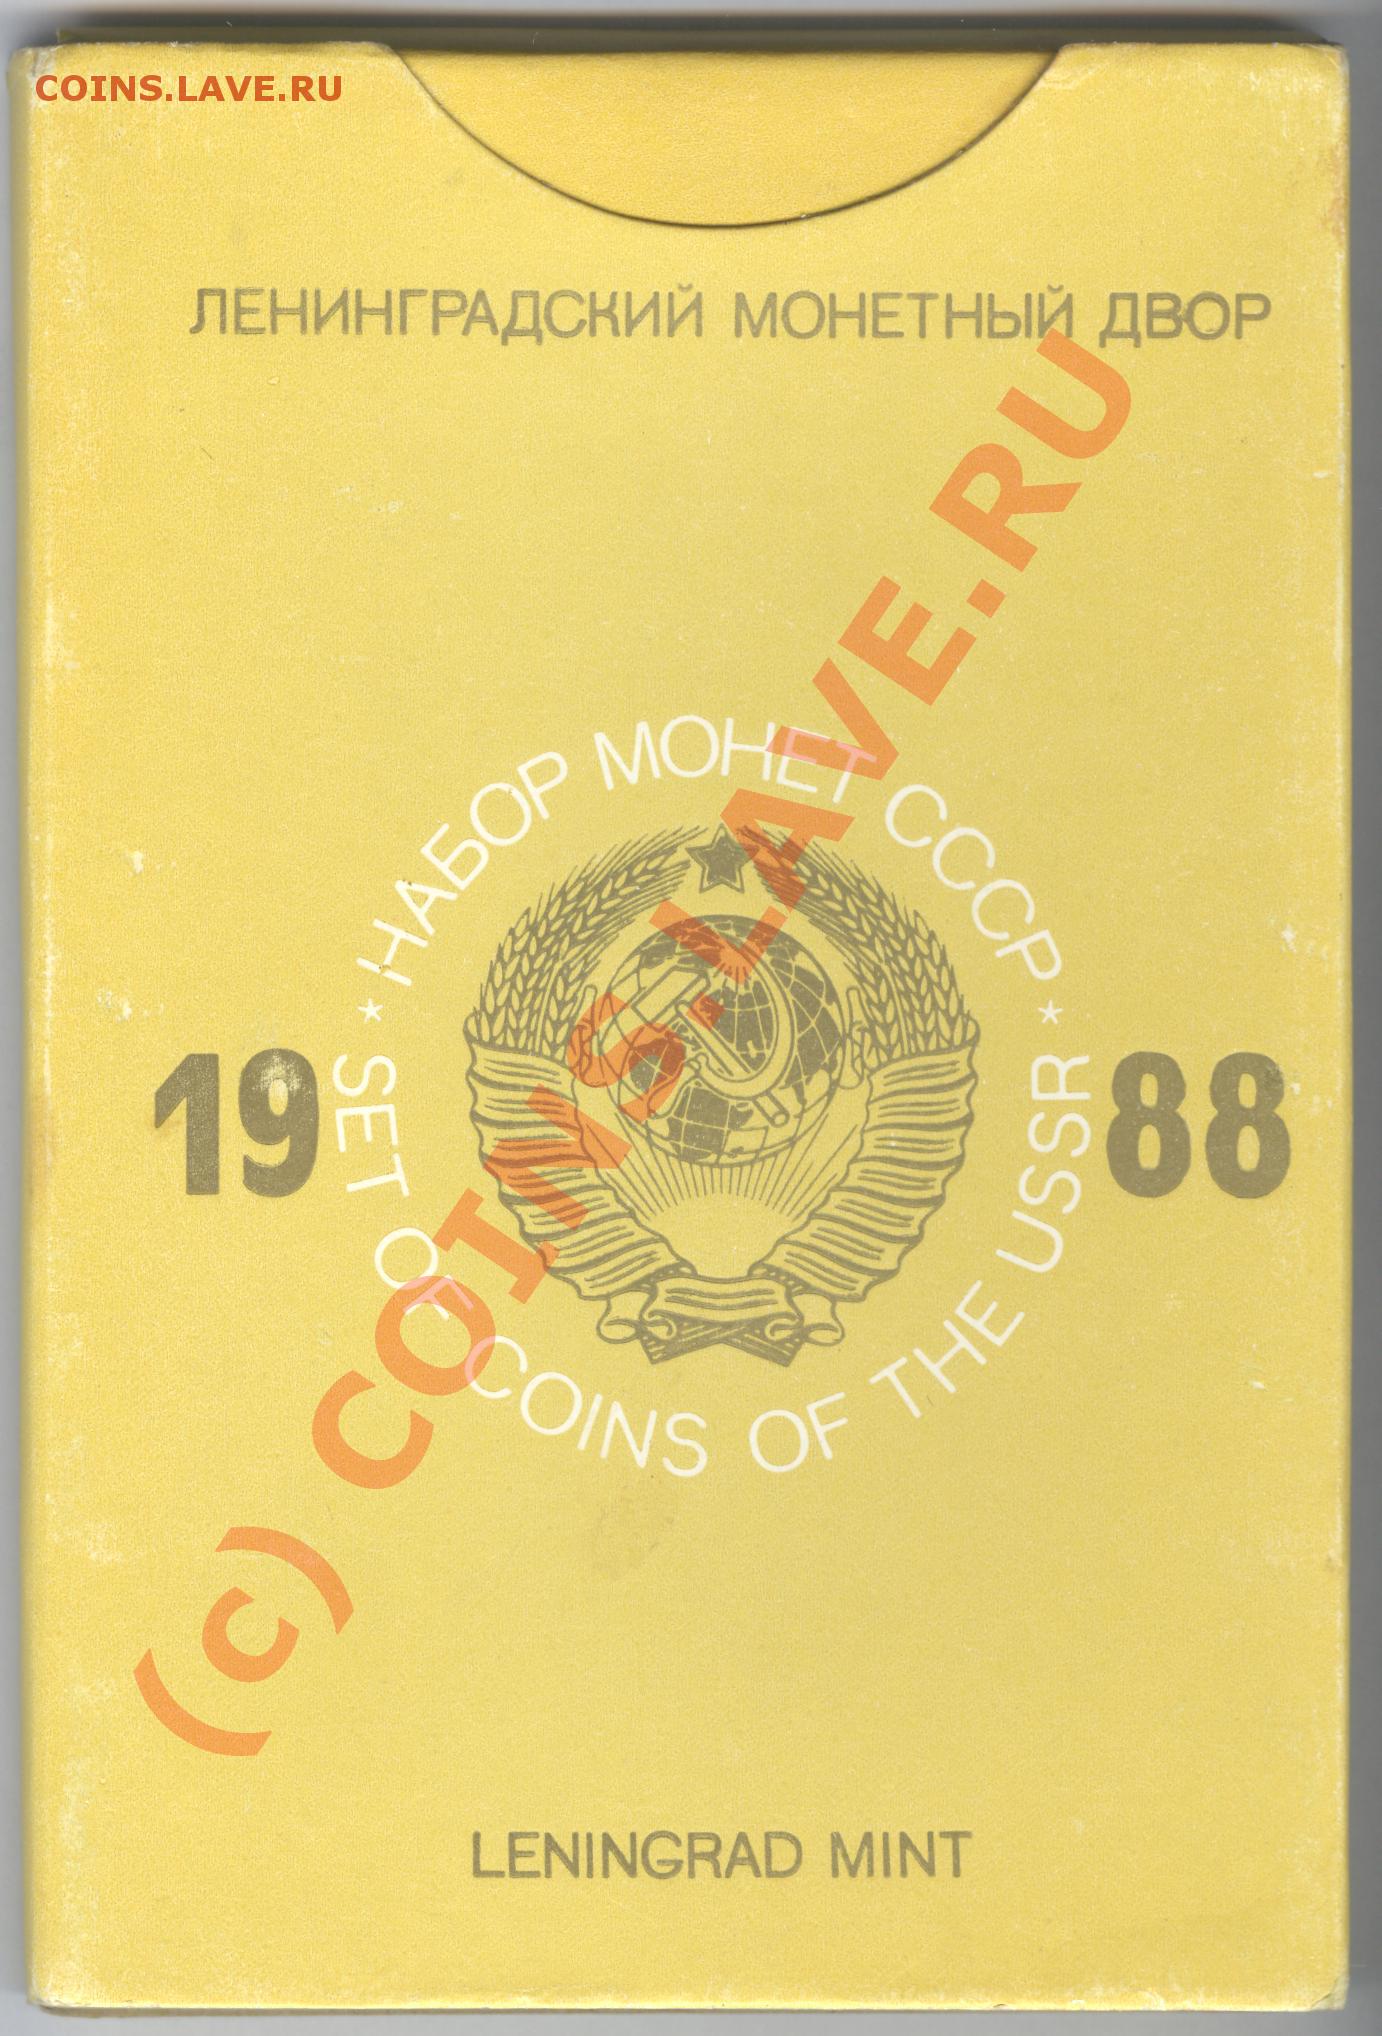 COINS.LAVE.RU
ЛЕНИНГРАДСКИЙ МОНЕТНЫЙ ДВОР
* НАБОР МОНЕТ СССР *
19 88
SET OF COINS OF THE USSR
(c) COINS.LAVE.RU
LENINGRAD MINT